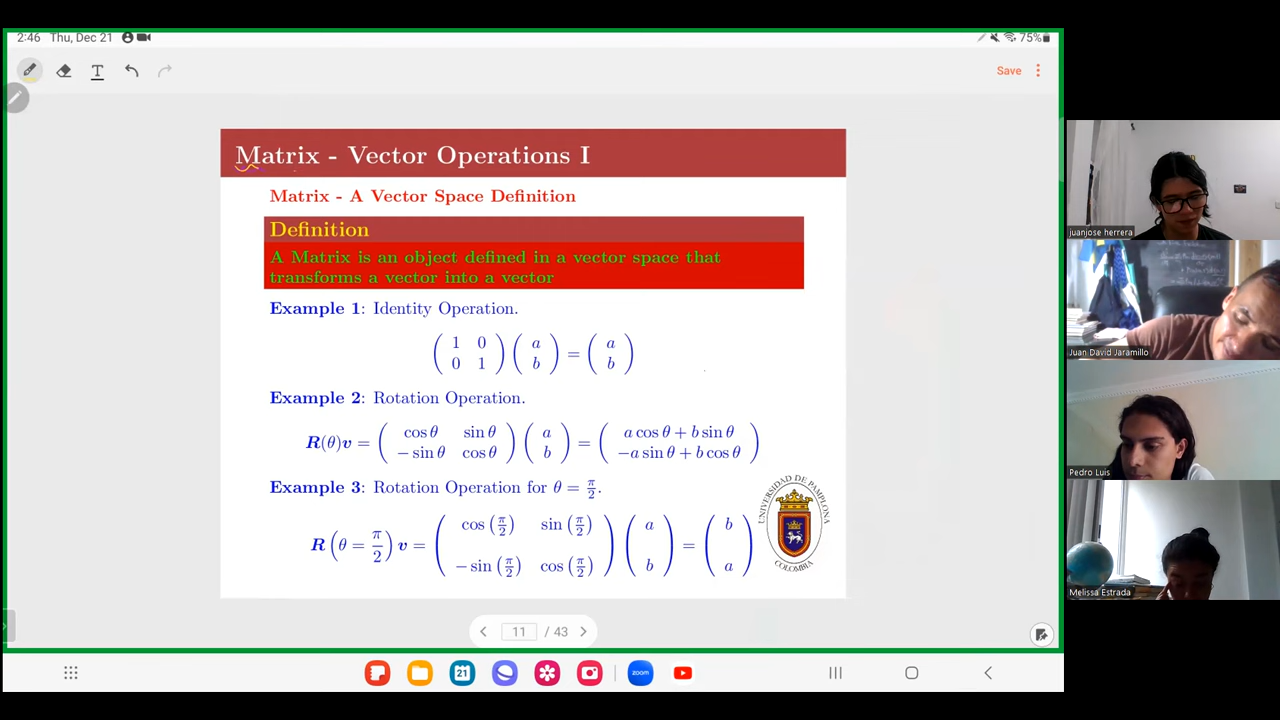 2:46 Thu, Dec 21
75%
T
Save
Matrix - Vector Operations I
Matrix - A Vector Space Definition
Definition
A Matrix is an object defined in a vector space that
transforms a vector into a vector
Example 1: Identity Operation.
( 1 0 ; 0 1 ) ( a ; b ) = ( a ; b )
Example 2: Rotation Operation.
R(θ)v = ( cos θ sin θ ; − sin θ cos θ ) ( a ; b ) = ( a cos θ + b sin θ ; −a sin θ + b cos θ )
Example 3: Rotation Operation for θ = π/2.
R (θ = π/2) v = ( cos (π/2) sin (π/2) ; − sin (π/2) cos (π/2) ) ( a ; b ) = ( b ; a )
UNIVERSIDAD DE PAMPLONA
COLOMBIA
11 / 43
21
zoom
juanjose herrera
Juan David Jaramillo
Pedro Luis
Melissa Estrada